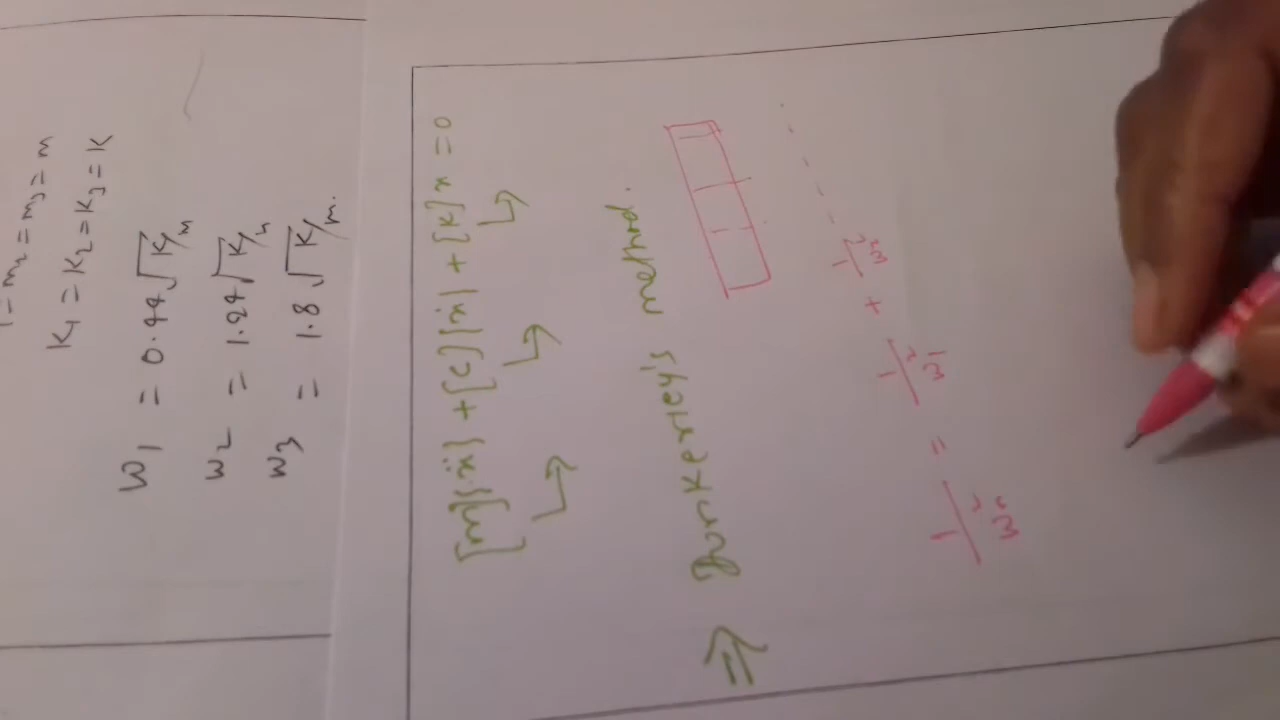 = m2 = m3 = m
K1 = K2 = K3 = K
ω1 = 0.44 √K/m
ω2 = 1.24 √K/m
ω3 = 1.8 √K/m.
[m]{ẍ} + [c]{ẋ} + [K]x = 0
⇒ Dunkerley's method.
1/ωn² = 1/ω1² + 1/ω2² - - - -